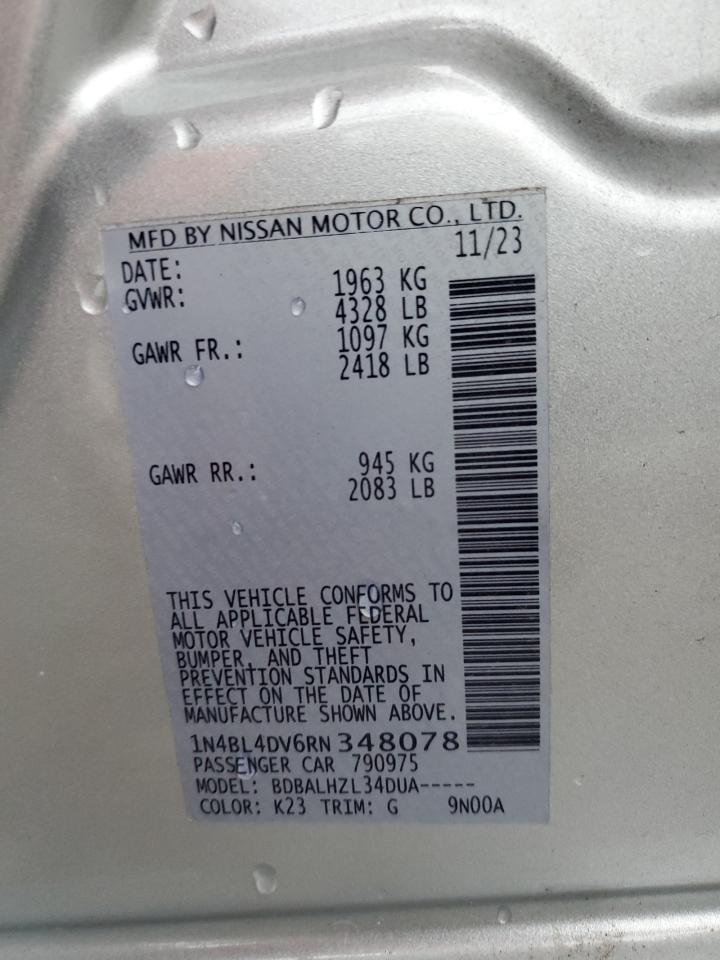 MFD BY NISSAN MOTOR CO., LTD.
DATE: 11/23
GVWR: 1963 KG
4328 LB
GAWR FR.: 1097 KG
2418 LB
GAWR RR.: 945 KG
2083 LB
THIS VEHICLE CONFORMS TO
ALL APPLICABLE FEDERAL
MOTOR VEHICLE SAFETY,
BUMPER, AND THEFT
PREVENTION STANDARDS IN
EFFECT ON THE DATE OF
MANUFACTURE SHOWN ABOVE.
1N4BL4DV6RN348078
PASSENGER CAR 790975
MODEL: BDBALHZL34DUA-----
COLOR: K23 TRIM: G 9N00A